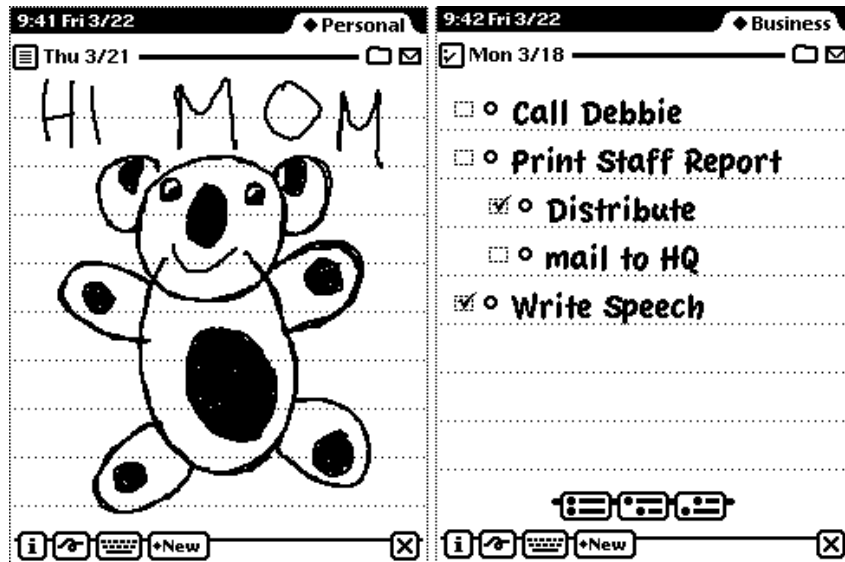 9:41 Fri 3/22
Personal
Thu 3/21
HI MOM
i
New
9:42 Fri 3/22
Business
Mon 3/18
Call Debbie
Print Staff Report
Distribute
mail to HQ
Write Speech
i
New